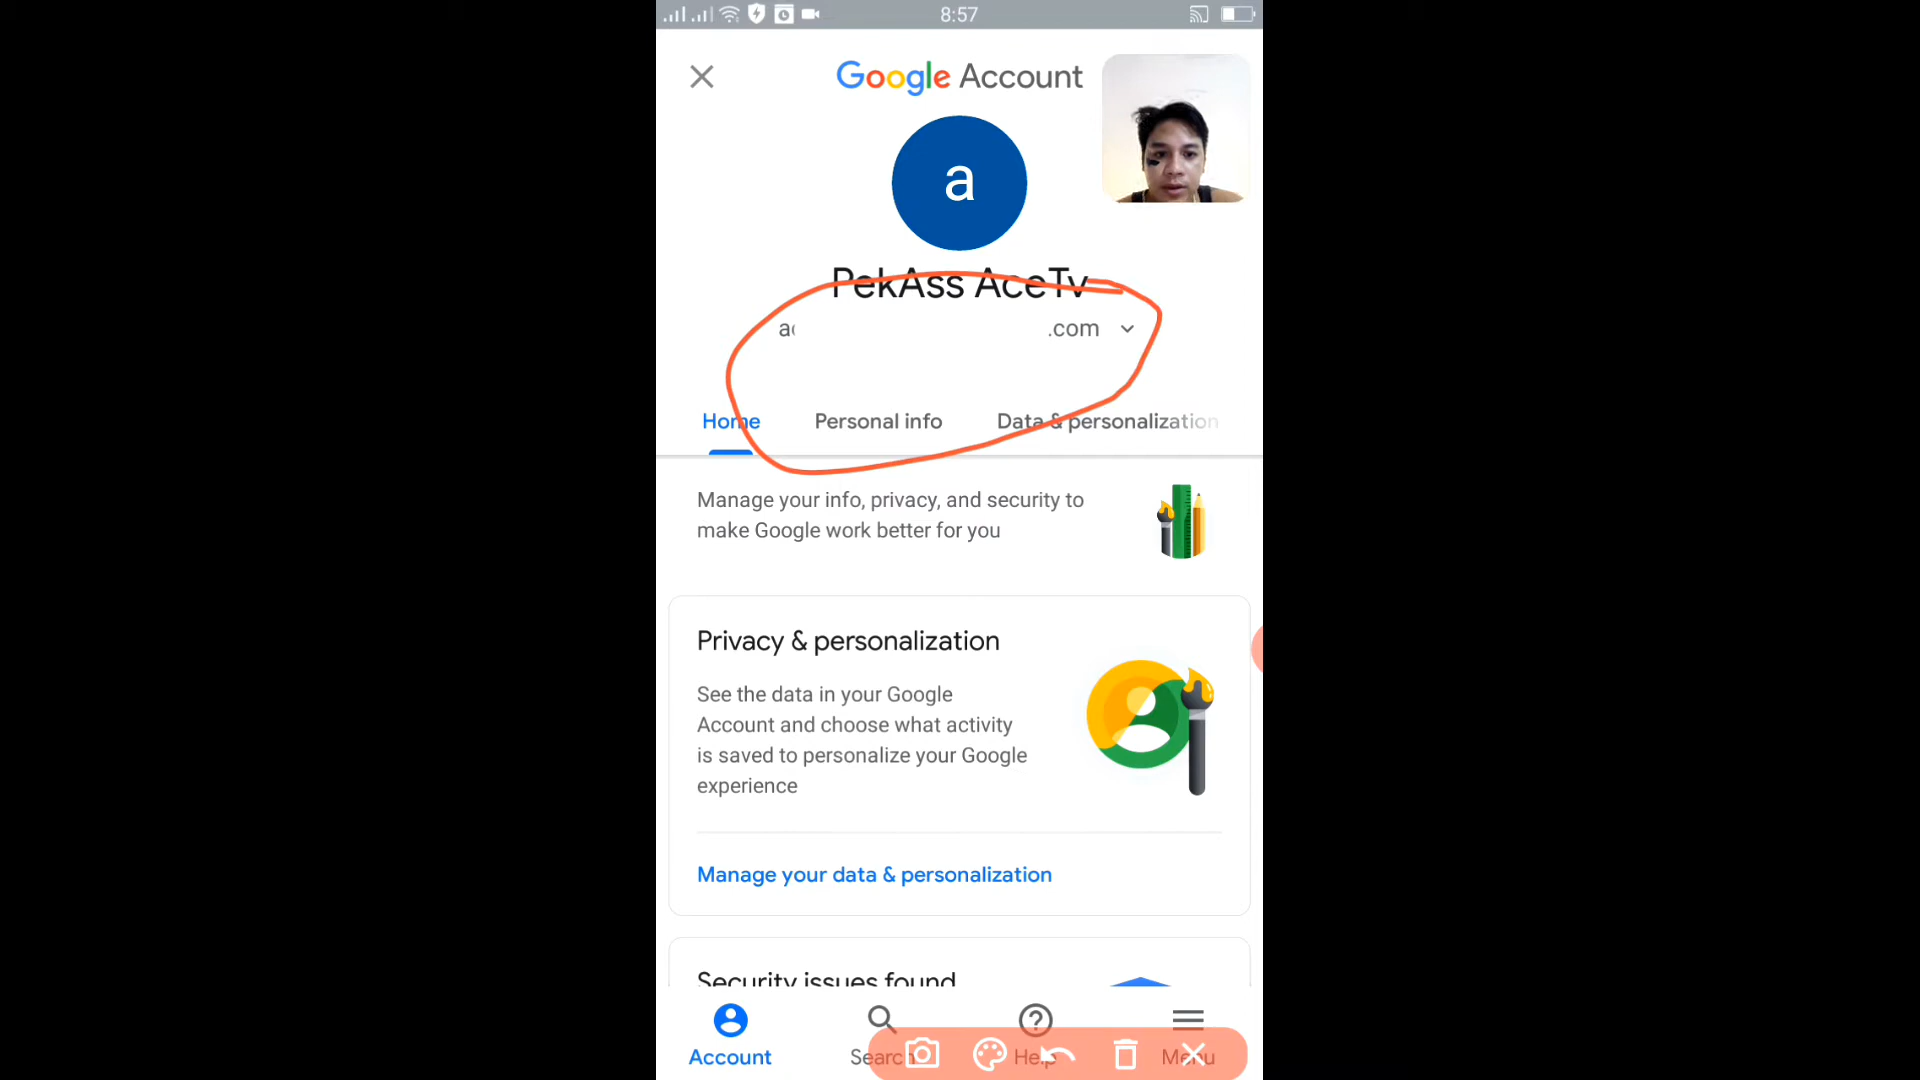 8:57
Google Account
a
PekAss AceTv
.com
Home Personal info Data & personalization
Manage your info, privacy, and security to
make Google work better for you
Privacy & personalization
See the data in your Google
Account and choose what activity
is saved to personalize your Google
experience
Manage your data & personalization
Security issues found
Account Search Help Menu